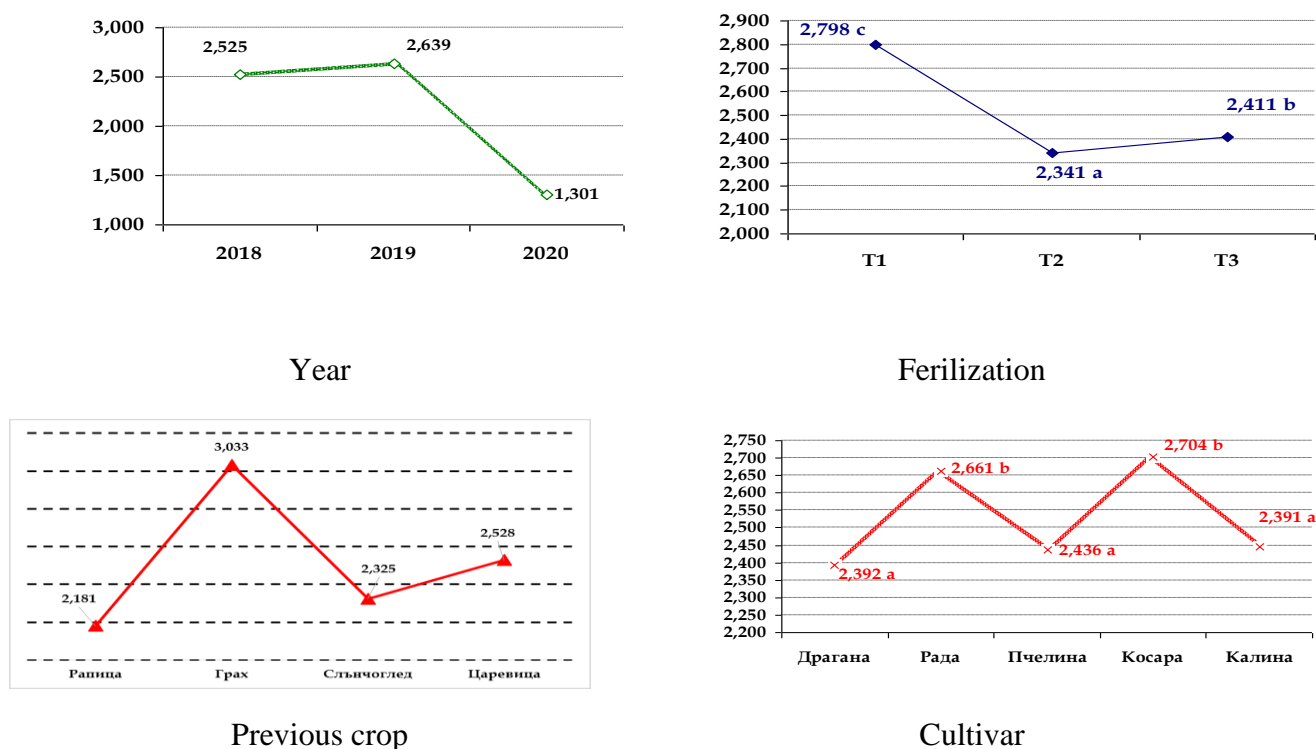 3,000
2,500
2,000
1,500
1,000
2,525
2,639
1,301
2018
2019
2020
Year
2,900
2,800
2,700
2,600
2,500
2,400
2,300
2,200
2,100
2,000
2,798 c
2,341 a
2,411 b
T1
T2
T3
Ferilization
2,181
3,033
2,325
2,528
Рапица
Грах
Слънчоглед
Царевица
Previous crop
2,750
2,700
2,650
2,600
2,550
2,500
2,450
2,400
2,350
2,300
2,250
2,200
2,392 a
2,661 b
2,436 a
2,704 b
2,391 a
Драгана
Рада
Пчелина
Косара
Калина
Cultivar